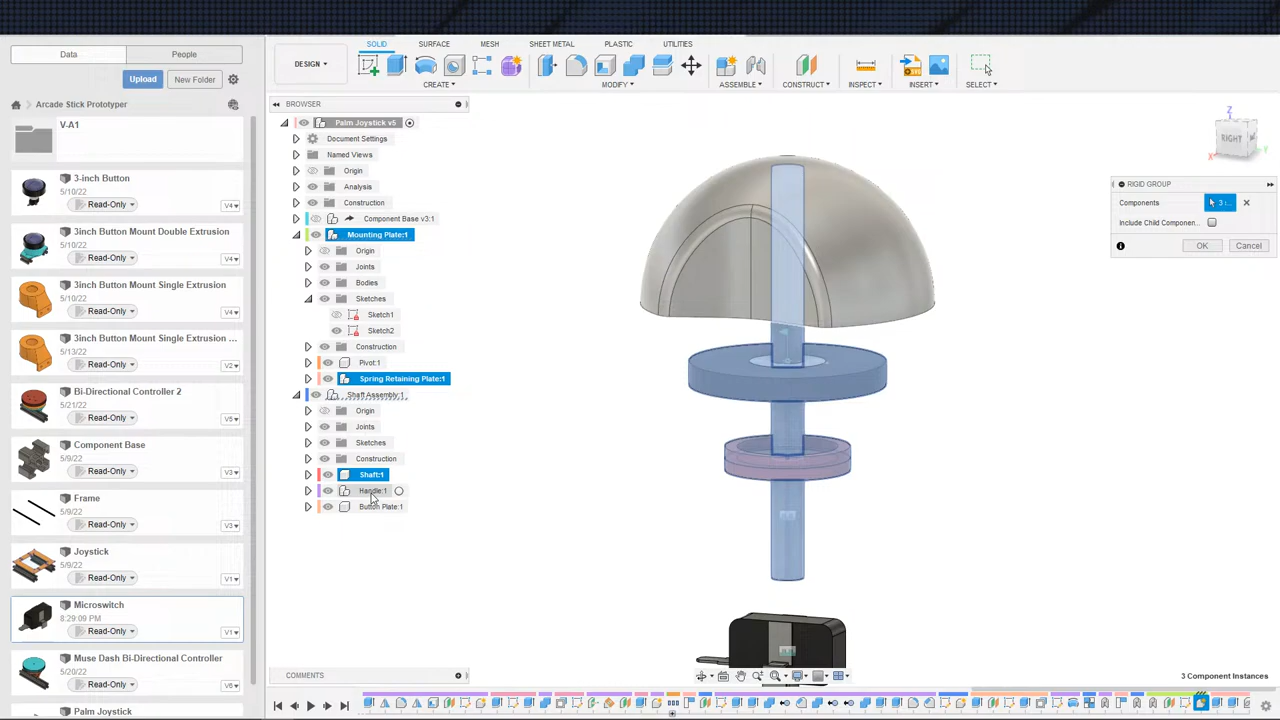 Data People
Upload New Folder
Arcade Stick Prototyper
V-A1
3-inch Button
5/10/22
Read-Only V4
3inch Button Mount Double Extrusion
5/9/22
Read-Only V4
3inch Button Mount Single Extrusion
5/10/22
Read-Only V4
3inch Button Mount Single Extrusion ...
5/13/22
Read-Only V2
Bi-Directional Controller 2
5/21/22
Read-Only V5
Component Base
5/9/22
Read-Only V3
Frame
5/9/22
Read-Only V3
Joystick
5/9/22
Read-Only V1
Microswitch
8:29:09 PM
Read-Only V1
Muse Dash Bi-Directional Controller
5/20/22
Read-Only
Palm Joystick
DESIGN
SOLID SURFACE MESH SHEET METAL PLASTIC UTILITIES
CREATE MODIFY ASSEMBLE CONSTRUCT INSPECT INSERT SELECT
BROWSER
Palm Joystick v5
Document Settings
Named Views
Origin
Analysis
Construction
Component Base v3:1
Mounting Plate:1
Origin
Joints
Bodies
Sketches
Sketch1
Sketch2
Construction
Pivot:1
Spring Retaining Plate:1
Shaft Assembly:1
Origin
Joints
Sketches
Construction
Shaft:1
Handle:1
Button Plate:1
COMMENTS
Z
RIGHT
X Y
RIGID GROUP
Components 3 i...
Include Child Componen...
OK Cancel
3 Component Instances